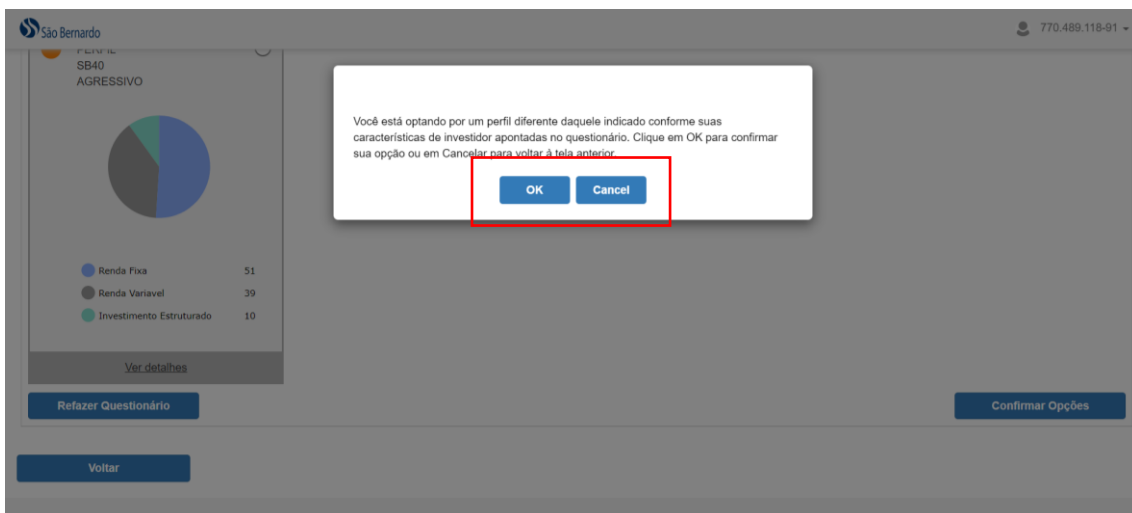 São Bernardo
770.489.118-91
PERFIL
SB40
AGRESSIVO
Você está optando por um perfil diferente daquele indicado conforme suas
características de investidor apontadas no questionário. Clique em OK para confirmar
sua opção ou em Cancelar para voltar à tela anterior.
OK
Cancel
Renda Fixa 51
Renda Variavel 39
Investimento Estruturado 10
Ver detalhes
Refazer Questionário
Confirmar Opções
Voltar